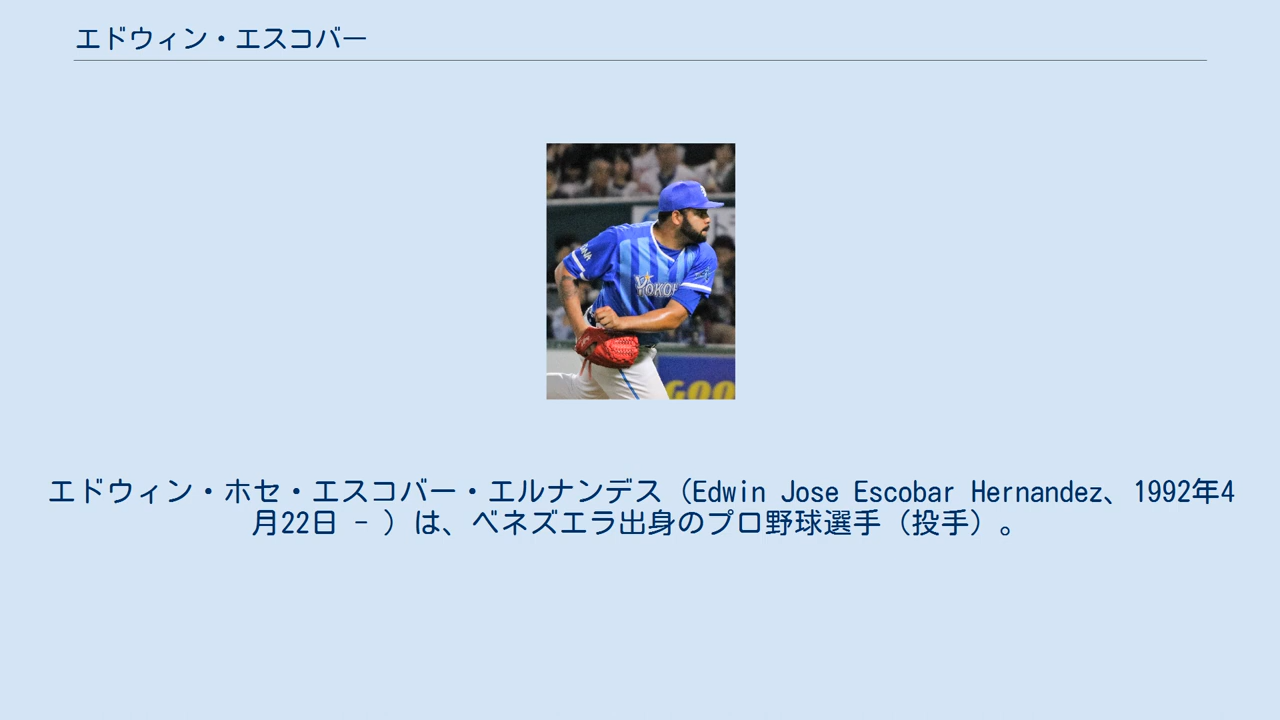 エドウィン・エスコバー
YOKOH
GOO
エドウィン・ホセ・エスコバー・エルナンデス（Edwin Jose Escobar Hernandez、1992年4
月22日 - ）は、ベネズエラ出身のプロ野球選手（投手）。